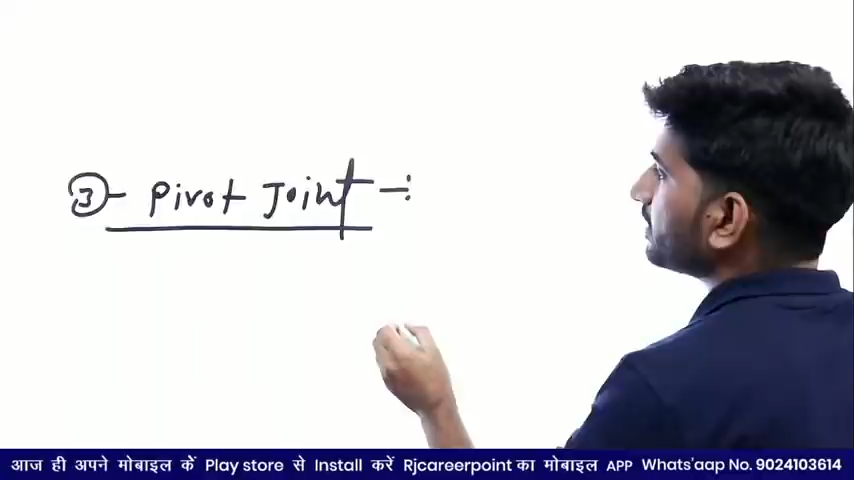 ③- Pivot Joint -:
आज ही अपने मोबाइल कें Play store से Install करें Rjcareerpoint का मोबाइल APP Whats'aap No. 9024103614